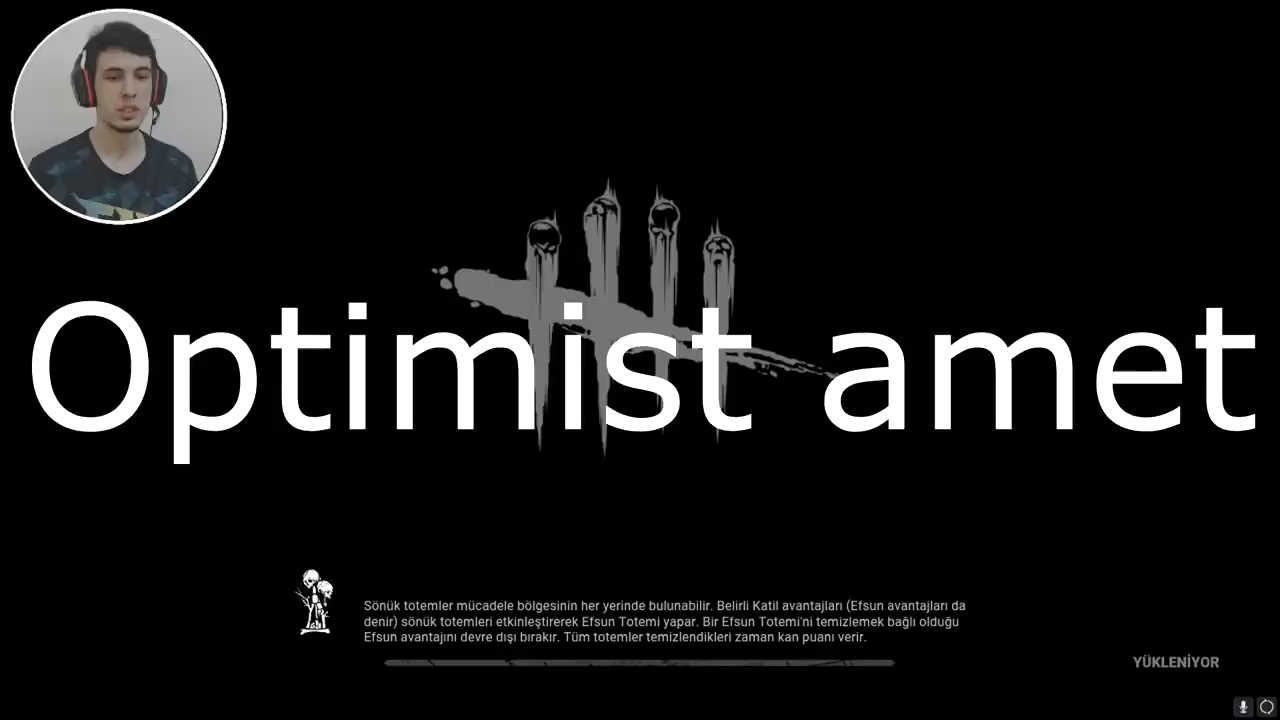 Optimist amet
Sönük totemler mücadele bölgesinin her yerinde bulunabilir. Belirli Katil avantajları (Efsun avantajları da
denir) sönük totemleri etkinleştirerek Efsun Totemi yapar. Bir Efsun Totemi'ni temizlemek bağlı olduğu
Efsun avantajını devre dışı bırakır. Tüm totemler temizlendikleri zaman kan puanı verir.
YÜKLENİYOR